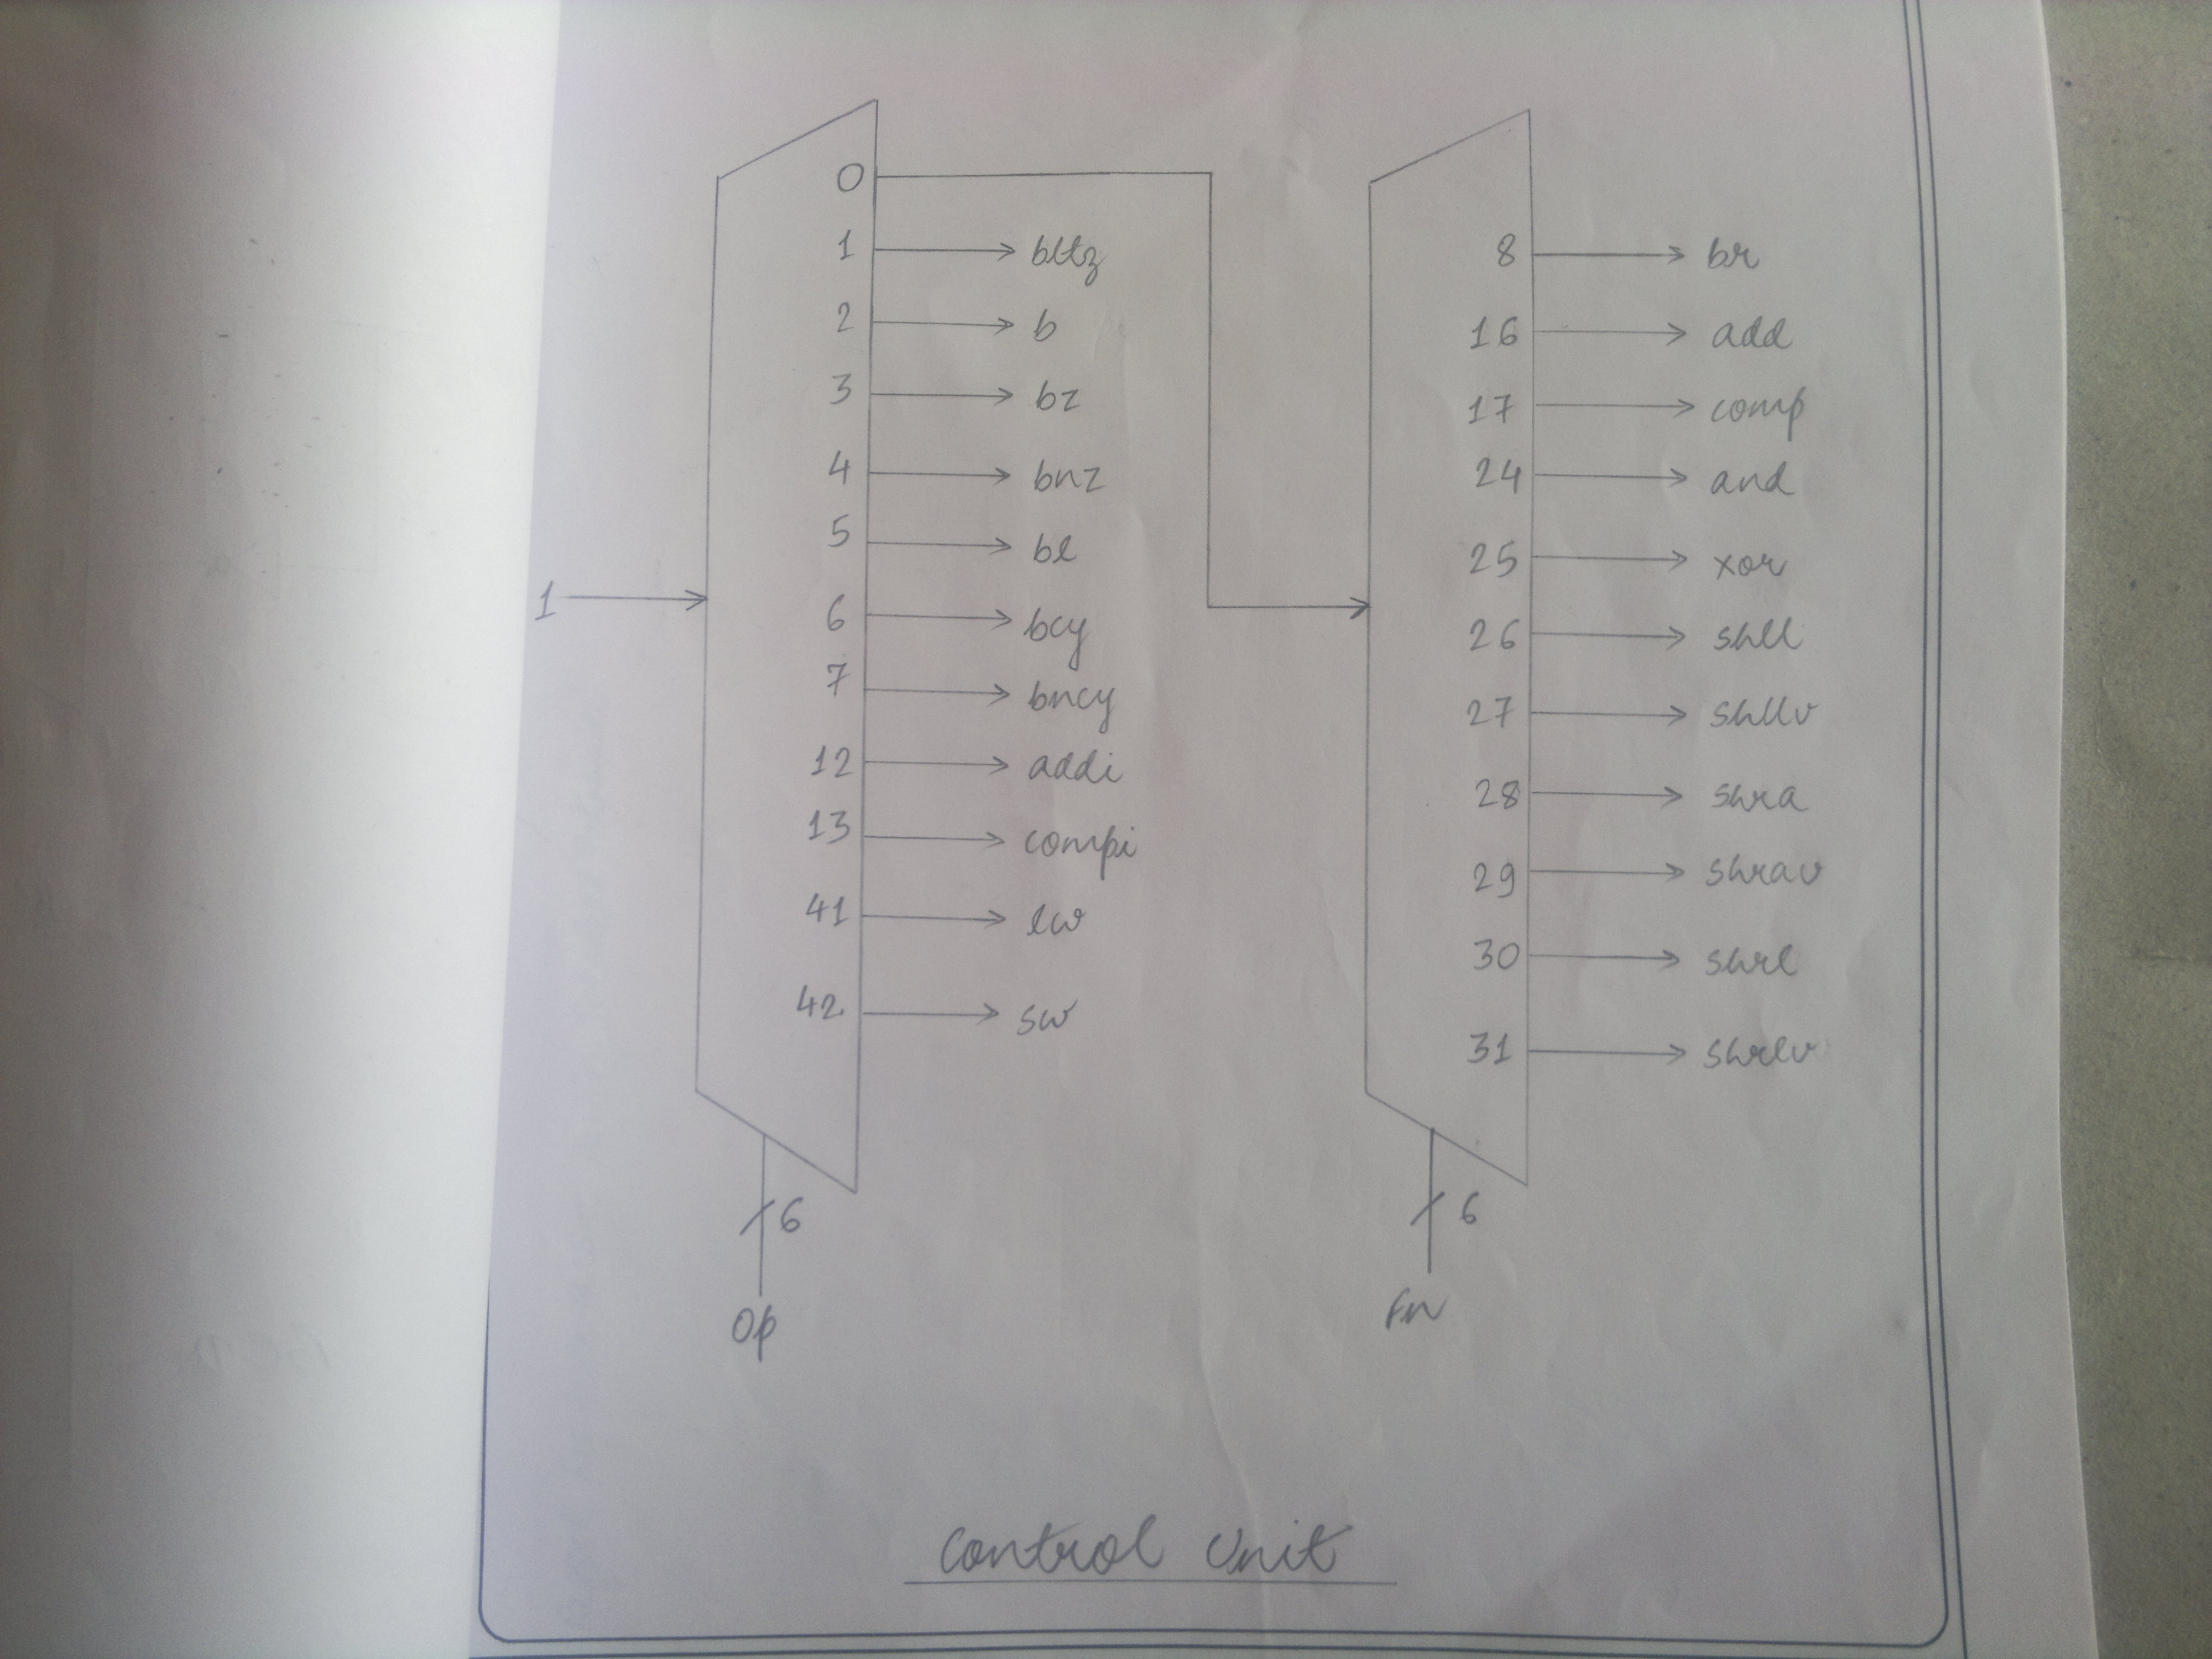 0
1 bltz
2 b
3 bz
4 bnz
5 bl
1
6 bcy
7 bncy
12 addi
13 compi
41 lw
42 sw
6
Op
8 br
16 add
17 comp
24 and
25 xor
26 shll
27 shllv
28 shra
29 shrav
30 shrl
31 shrlv
6
Fn
Control Unit